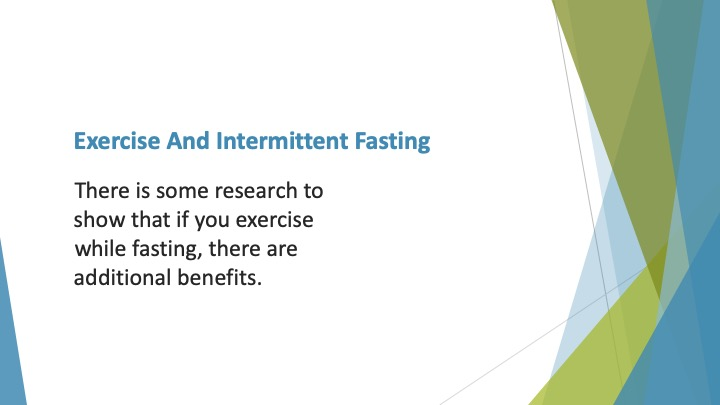 Exercise And Intermittent Fasting
There is some research to
show that if you exercise
while fasting, there are
additional benefits.